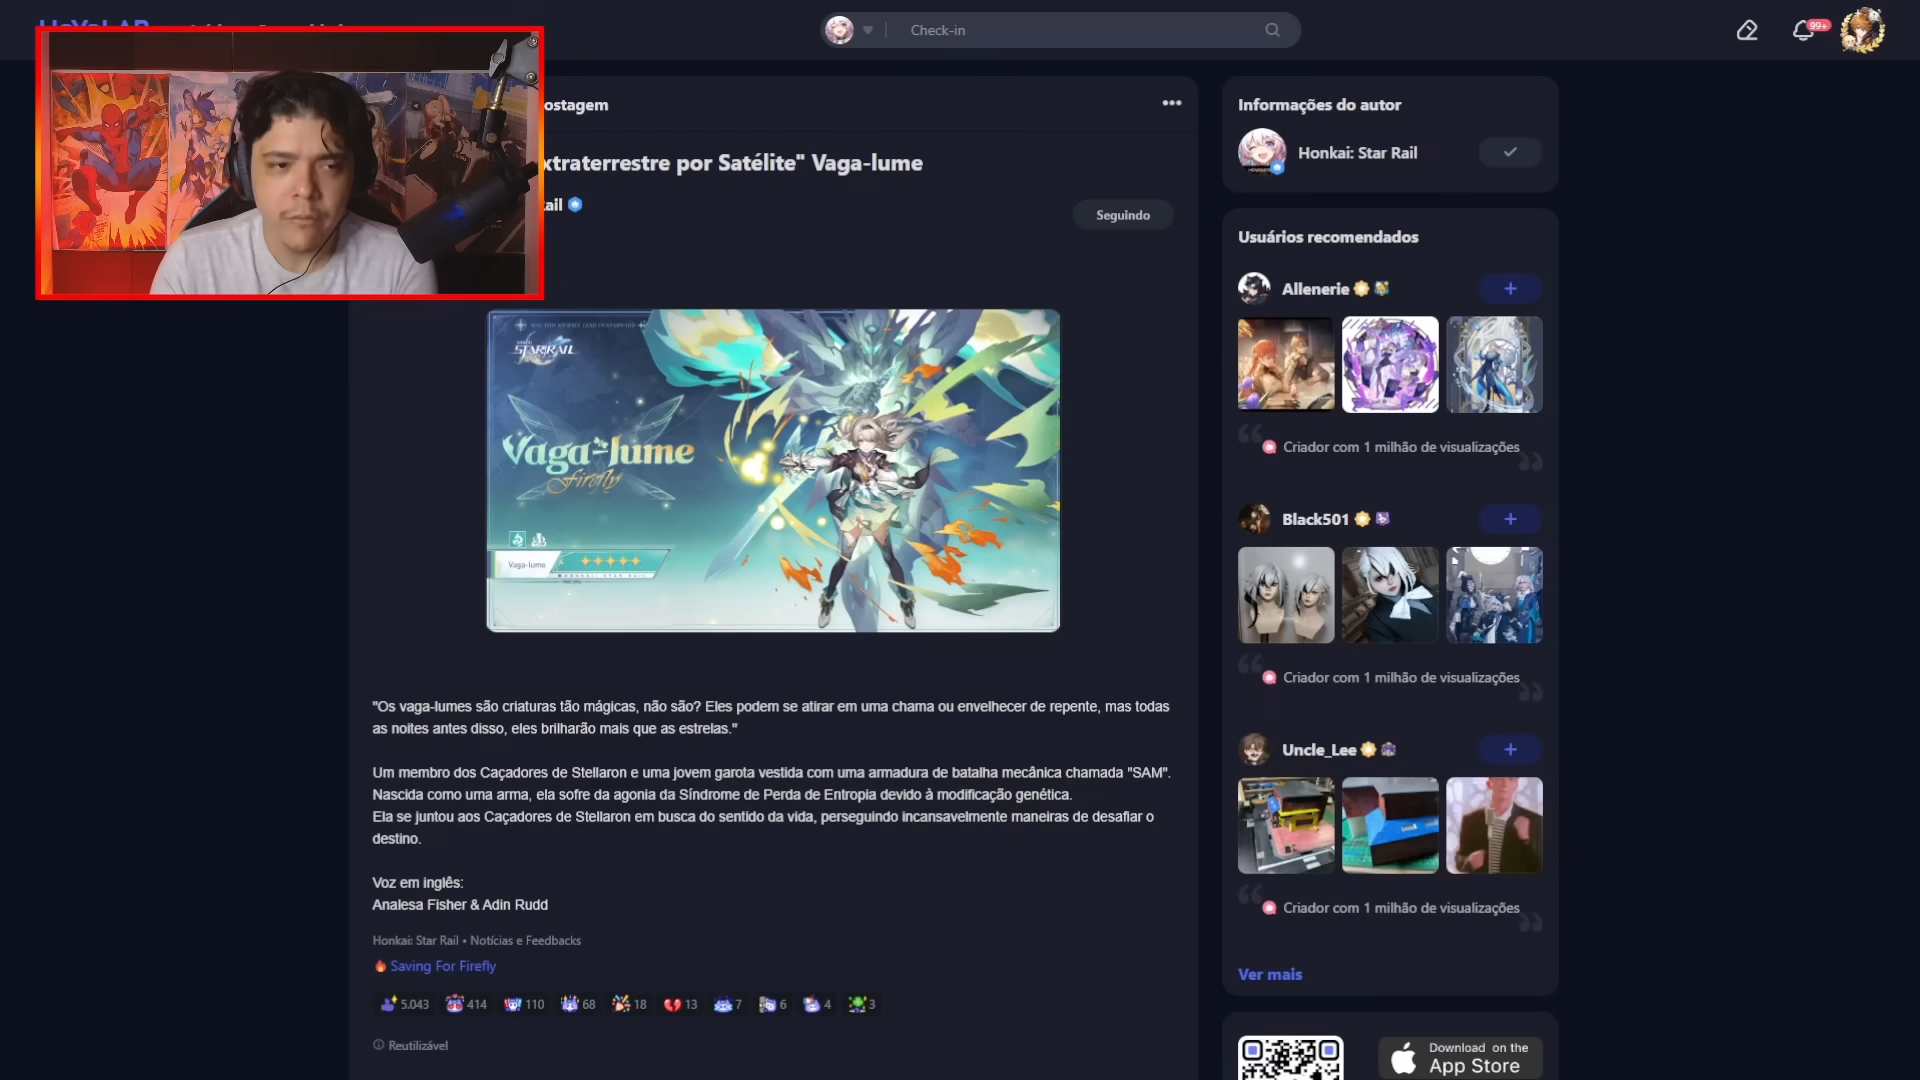 Check-in
99+
ostagem
xtraterrestre por Satélite" Vaga-lume
ail
Seguindo
STAR RAIL
Vaga-lume
Firefly
Vaga-lume
HONKAI: STAR RAIL
"Os vaga-lumes são criaturas tão mágicas, não são? Eles podem se atirar em uma chama ou envelhecer de repente, mas todas
as noites antes disso, eles brilharão mais que as estrelas."
Um membro dos Caçadores de Stellaron e uma jovem garota vestida com uma armadura de batalha mecânica chamada "SAM".
Nascida como uma arma, ela sofre da agonia da Síndrome de Perda de Entropia devido à modificação genética.
Ela se juntou aos Caçadores de Stellaron em busca do sentido da vida, perseguindo incansavelmente maneiras de desafiar o
destino.
Voz em inglês:
Analesa Fisher & Adin Rudd
Honkai: Star Rail • Notícias e Feedbacks
Saving For Firefly
5.043 414 110 68 18 13 7 6 4 3
Reutilizável
Informações do autor
Honkai: Star Rail
Usuários recomendados
Allenerie
Criador com 1 milhão de visualizações
Black501
Criador com 1 milhão de visualizações
Uncle_Lee
Criador com 1 milhão de visualizações
Ver mais
Download on the
App Store